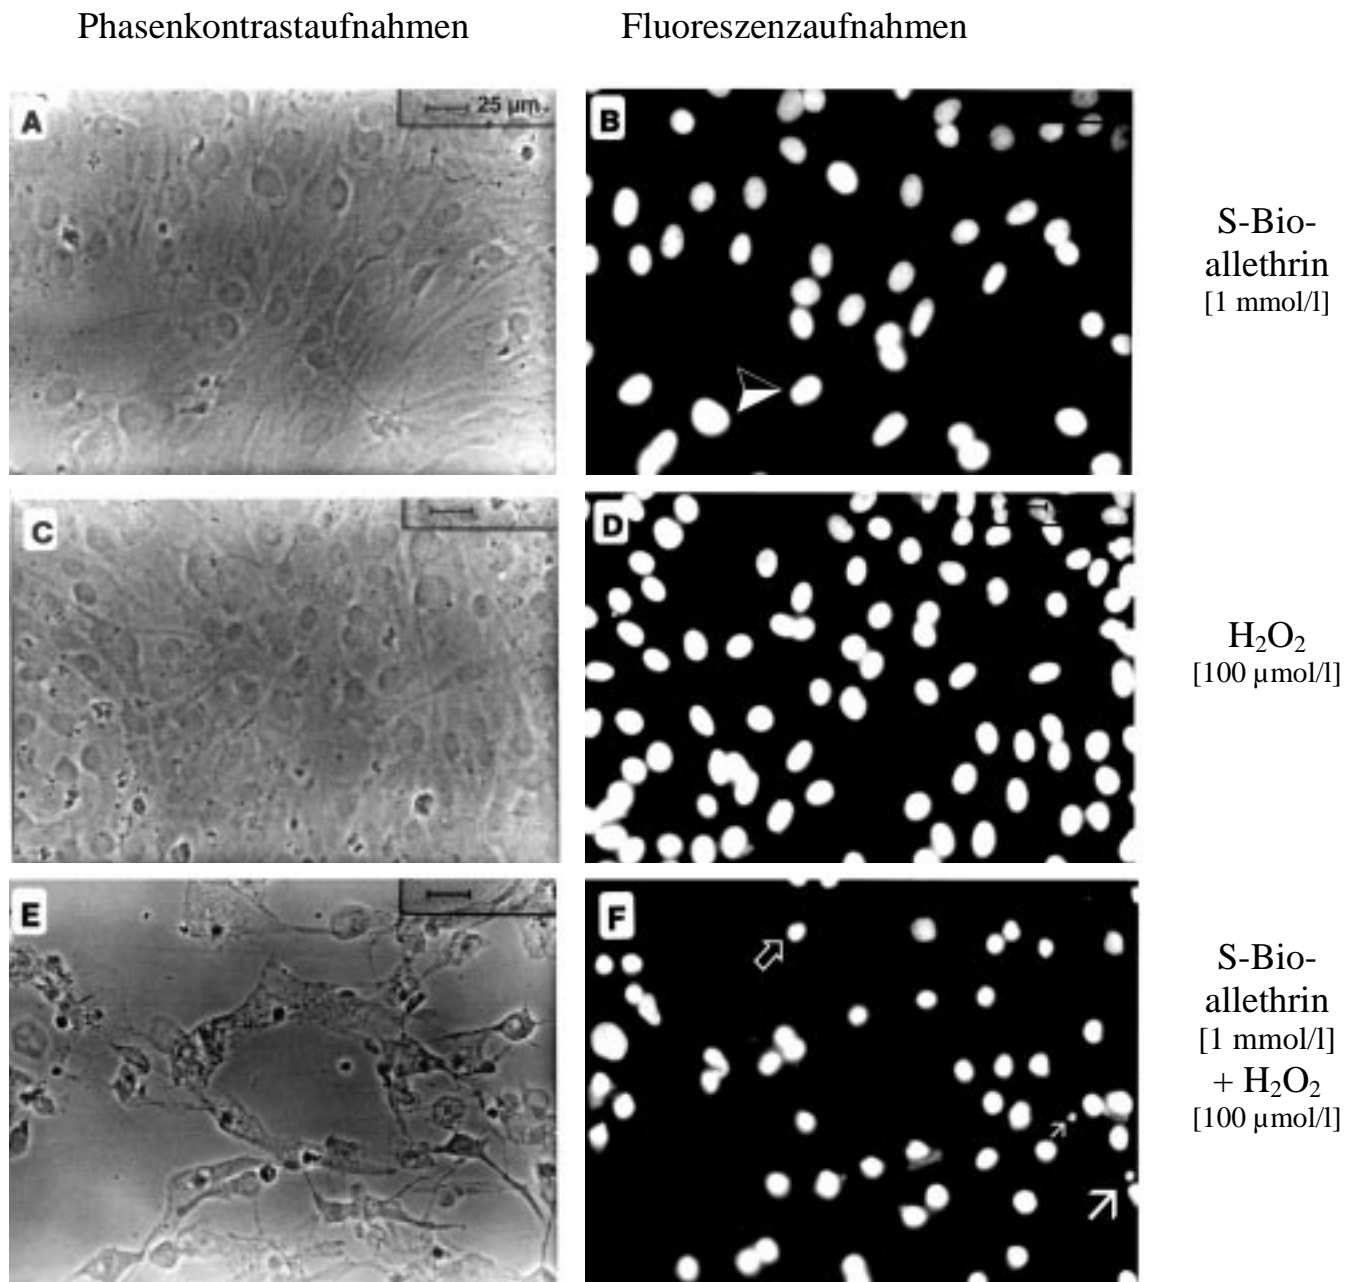 Phasenkontrastaufnahmen
Fluoreszenzaufnahmen
A
25 µm
B
S-Bio-
allethrin
[1 mmol/l]
C
D
H₂O₂
[100 µmol/l]
E
F
S-Bio-
allethrin
[1 mmol/l]
+ H₂O₂
[100 µmol/l]